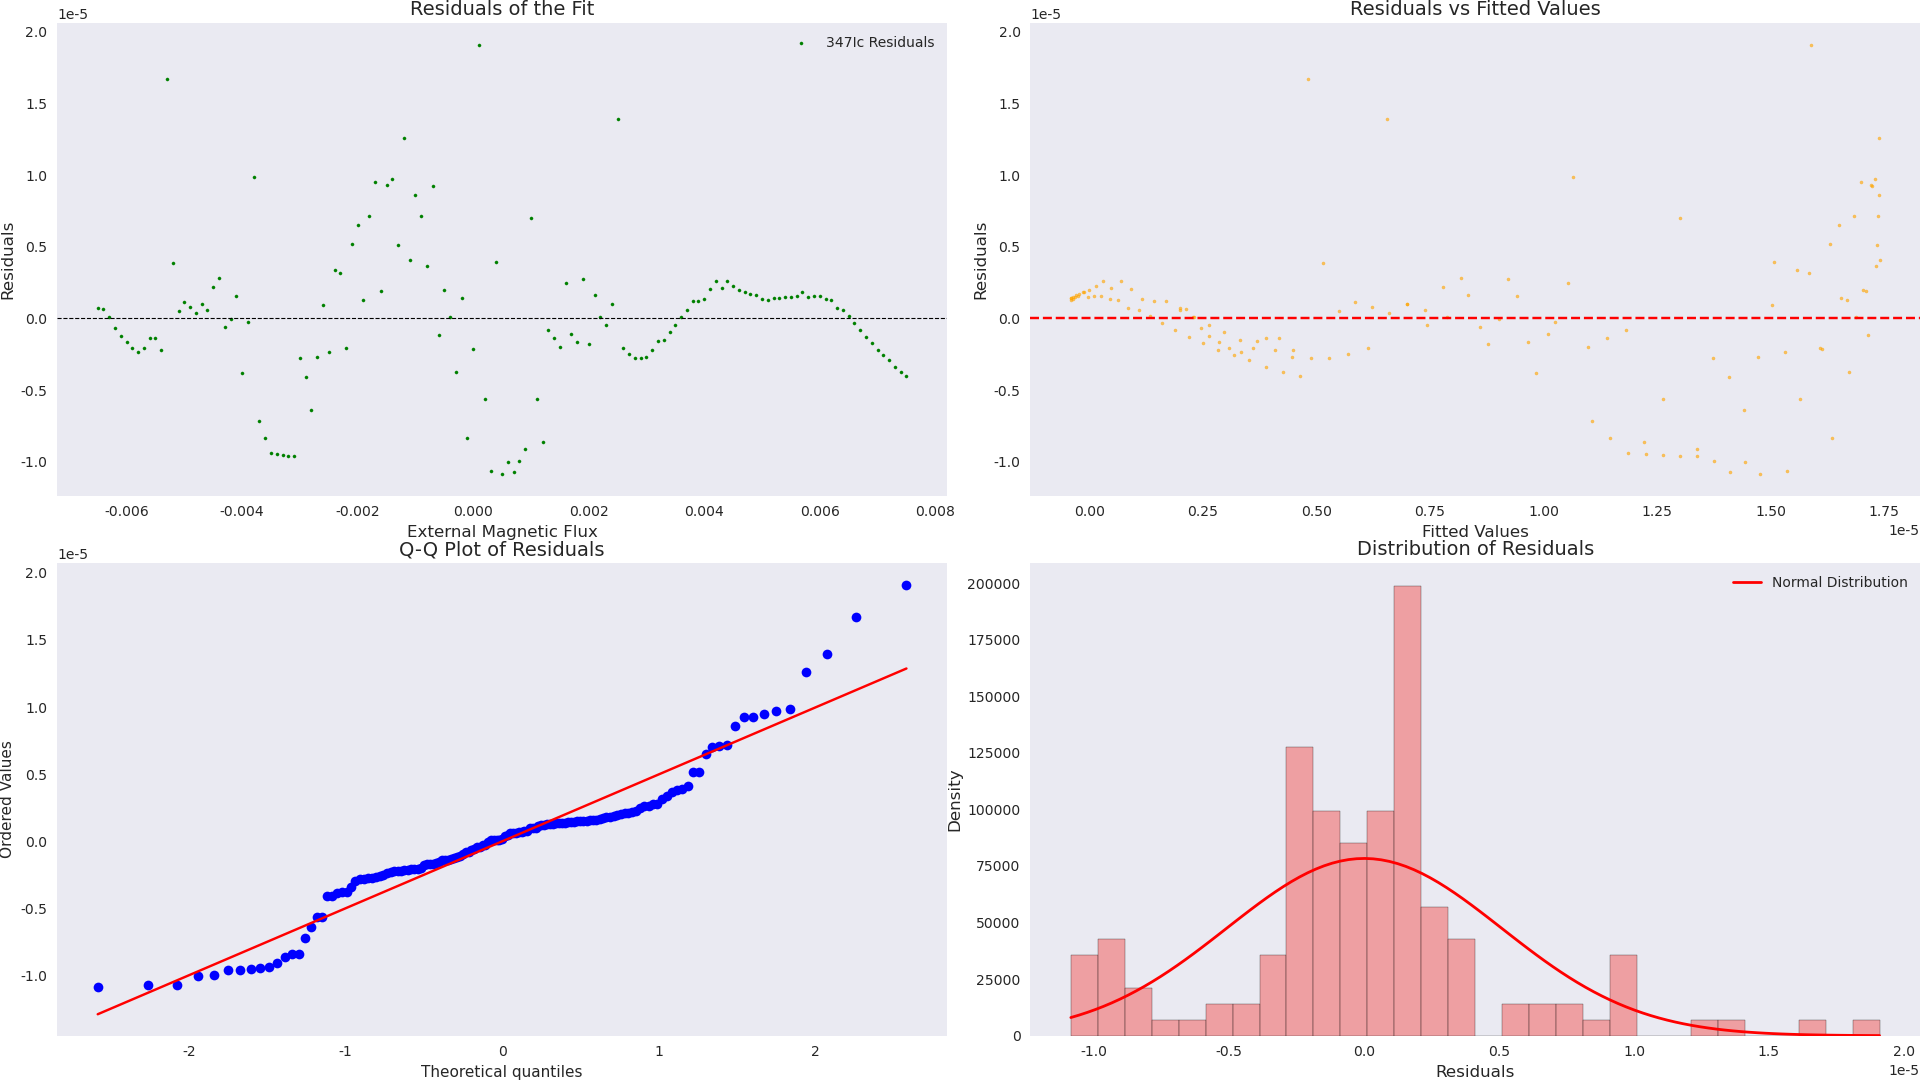 Residuals of the Fit
1e-5
347Ic Residuals
2.0
1.5
1.0
0.5
0.0
-0.5
-1.0
Residuals
-0.006 -0.004 -0.002 0.000 0.002 0.004 0.006 0.008
External Magnetic Flux
Residuals vs Fitted Values
1e-5
2.0
1.5
1.0
0.5
0.0
-0.5
-1.0
Residuals
0.00 0.25 0.50 0.75 1.00 1.25 1.50 1.75
1e-5
Fitted Values
Q-Q Plot of Residuals
1e-5
2.0
1.5
1.0
0.5
0.0
-0.5
-1.0
Ordered Values
-2 -1 0 1 2
Theoretical quantiles
Distribution of Residuals
Normal Distribution
200000
175000
150000
125000
100000
75000
50000
25000
0
Density
-1.0 -0.5 0.0 0.5 1.0 1.5 2.0
1e-5
Residuals